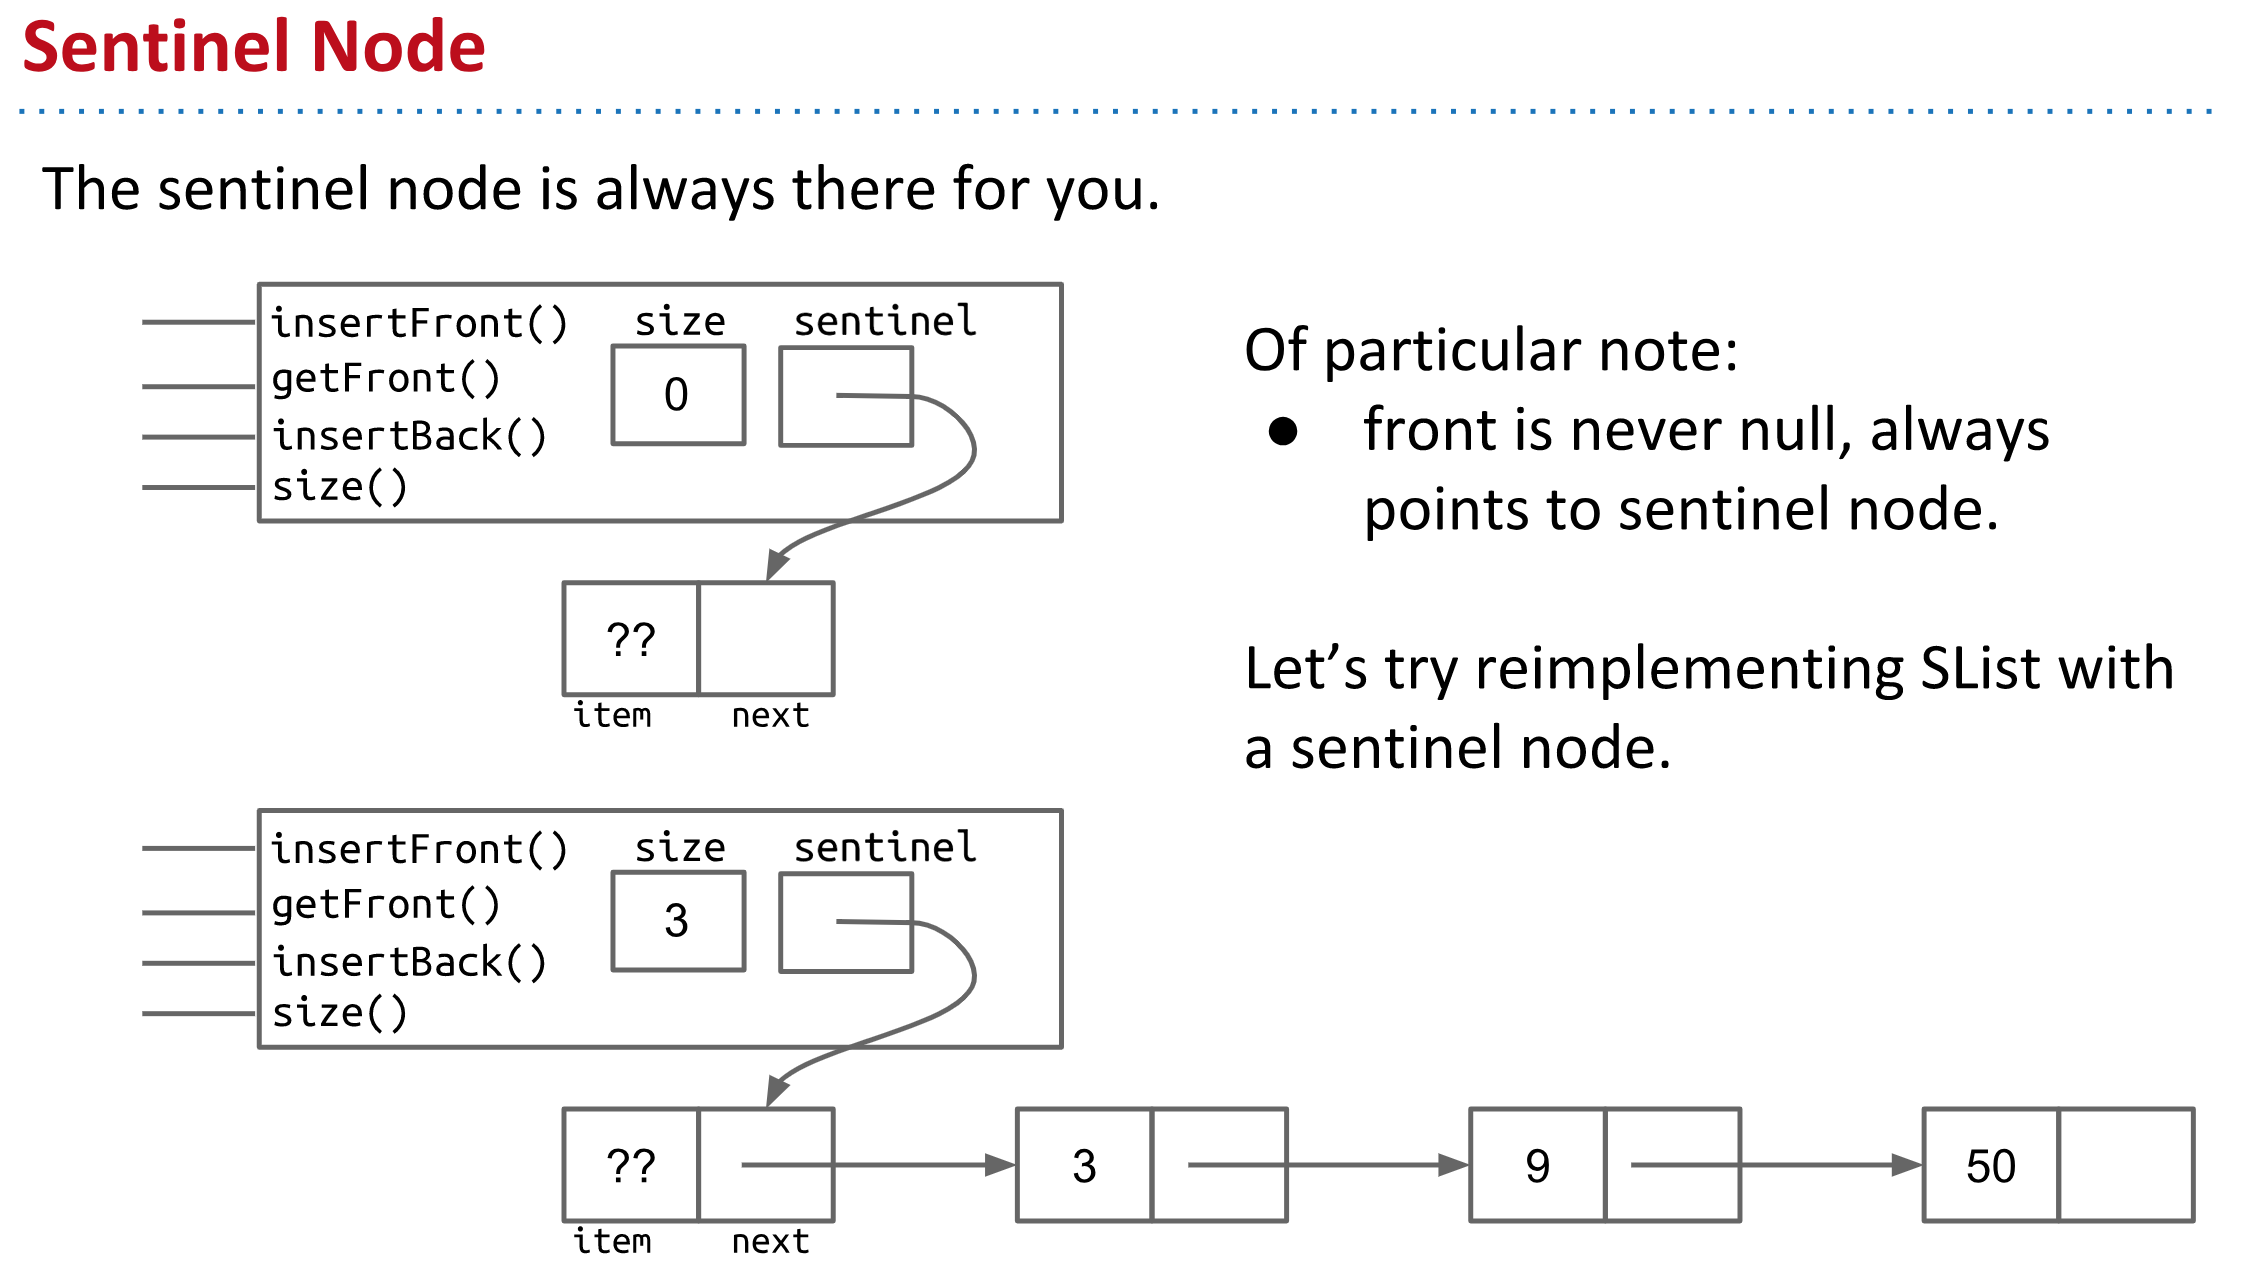 Sentinel Node
The sentinel node is always there for you.
insertFront()
getFront()
insertBack()
size()
size
0
sentinel
??
item
next
Of particular note:
● front is never null, always
points to sentinel node.
Let’s try reimplementing SList with
a sentinel node.
insertFront()
getFront()
insertBack()
size()
size
3
sentinel
??
item
next
3
9
50